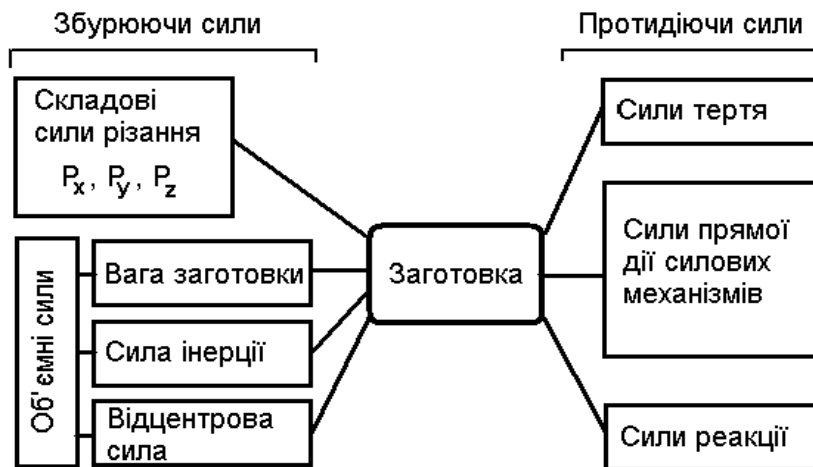 Збурюючи сили
Протидіючи сили
Складові
сили різання
Px, Py, Pz
Об'ємні сили
Вага заготовки
Сила інерції
Відцентрова
сила
Заготовка
Сили тертя
Сили прямої
дії силових
механізмів
Сили реакції